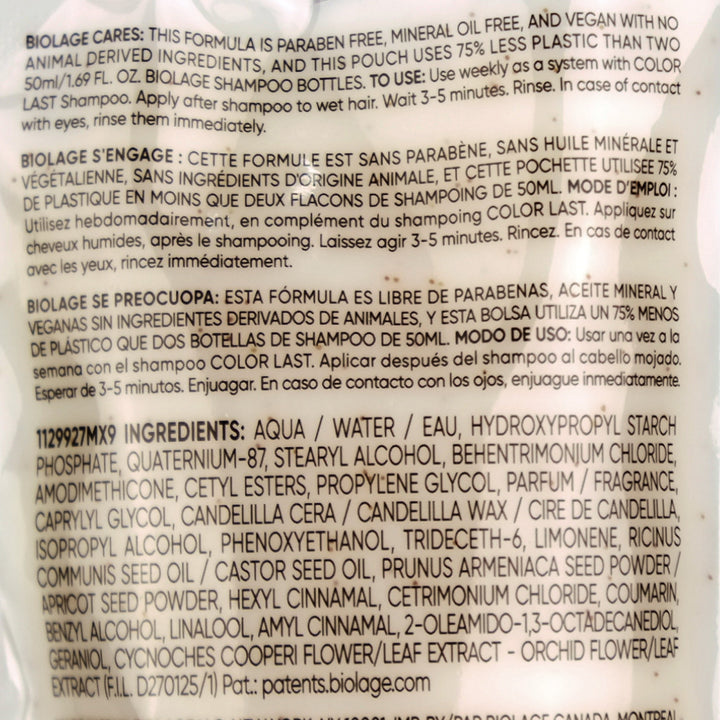 BIOLAGE CARES: THIS FORMULA IS PARABEN FREE, MINERAL OIL FREE, AND VEGAN WITH NO
ANIMAL DERIVED INGREDIENTS, AND THIS POUCH USES 75% LESS PLASTIC THAN TWO
50ml/1.69 FL. OZ. BIOLAGE SHAMPOO BOTTLES. TO USE: Use weekly as a system with COLOR
LAST Shampoo. Apply after shampoo to wet hair. Wait 3-5 minutes. Rinse. In case of contact
with eyes, rinse them immediately.
BIOLAGE S'ENGAGE : CETTE FORMULE EST SANS PARABÈNE, SANS HUILE MINÉRALE ET
VÉGÉTALIENNE, SANS INGRÉDIENTS D'ORIGINE ANIMALE, ET CETTE POCHETTE UTILISÉE 75%
DE PLASTIQUE EN MOINS QUE DEUX FLACONS DE SHAMPOING DE 50ML. MODE D'EMPLOI :
Utilisez hebdomadairement, en complément du shampoing COLOR LAST. Appliquez sur
cheveux humides, après le shampooing. Laissez agir 3-5 minutes. Rincez. En cas de contact
avec les yeux, rincez immédiatement.
BIOLAGE SE PREOCUOPA: ESTA FÓRMULA ES LIBRE DE PARABENAS, ACEITE MINERAL Y
VEGANAS SIN INGREDIENTES DERIVADOS DE ANIMALES, Y ESTA BOLSA UTILIZA UN 75% MENOS
DE PLÁSTICO QUE DOS BOTELLAS DE SHAMPOO DE 50ML. MODO DE USO: Usar una vez a la
semana con el shampoo COLOR LAST. Aplicar después del shampoo al cabello mojado.
Esperar de 3-5 minutos. Enjuagar. En caso de contacto con los ojos, enjuague inmediatamente.
1129927MX9 INGREDIENTS: AQUA / WATER / EAU, HYDROXYPROPYL STARCH
PHOSPHATE, QUATERNIUM-87, STEARYL ALCOHOL, BEHENTRIMONIUM CHLORIDE,
AMODIMETHICONE, CETYL ESTERS, PROPYLENE GLYCOL, PARFUM / FRAGRANCE,
CAPRYLYL GLYCOL, CANDELILLA CERA / CANDELILLA WAX / CIRE DE CANDELILLA,
ISOPROPYL ALCOHOL, PHENOXYETHANOL, TRIDECETH-6, LIMONENE, RICINUS
COMMUNIS SEED OIL / CASTOR SEED OIL, PRUNUS ARMENIACA SEED POWDER /
APRICOT SEED POWDER, HEXYL CINNAMAL, CETRIMONIUM CHLORIDE, COUMARIN,
BENZYL ALCOHOL, LINALOOL, AMYL CINNAMAL, 2-OLEAMIDO-1,3-OCTADECANEDIOL,
GERANIOL, CYCNOCHES COOPERI FLOWER/LEAF EXTRACT - ORCHID FLOWER/LEAF
EXTRACT (F.I.L. D270125/1) Pat.: patents.biolage.com